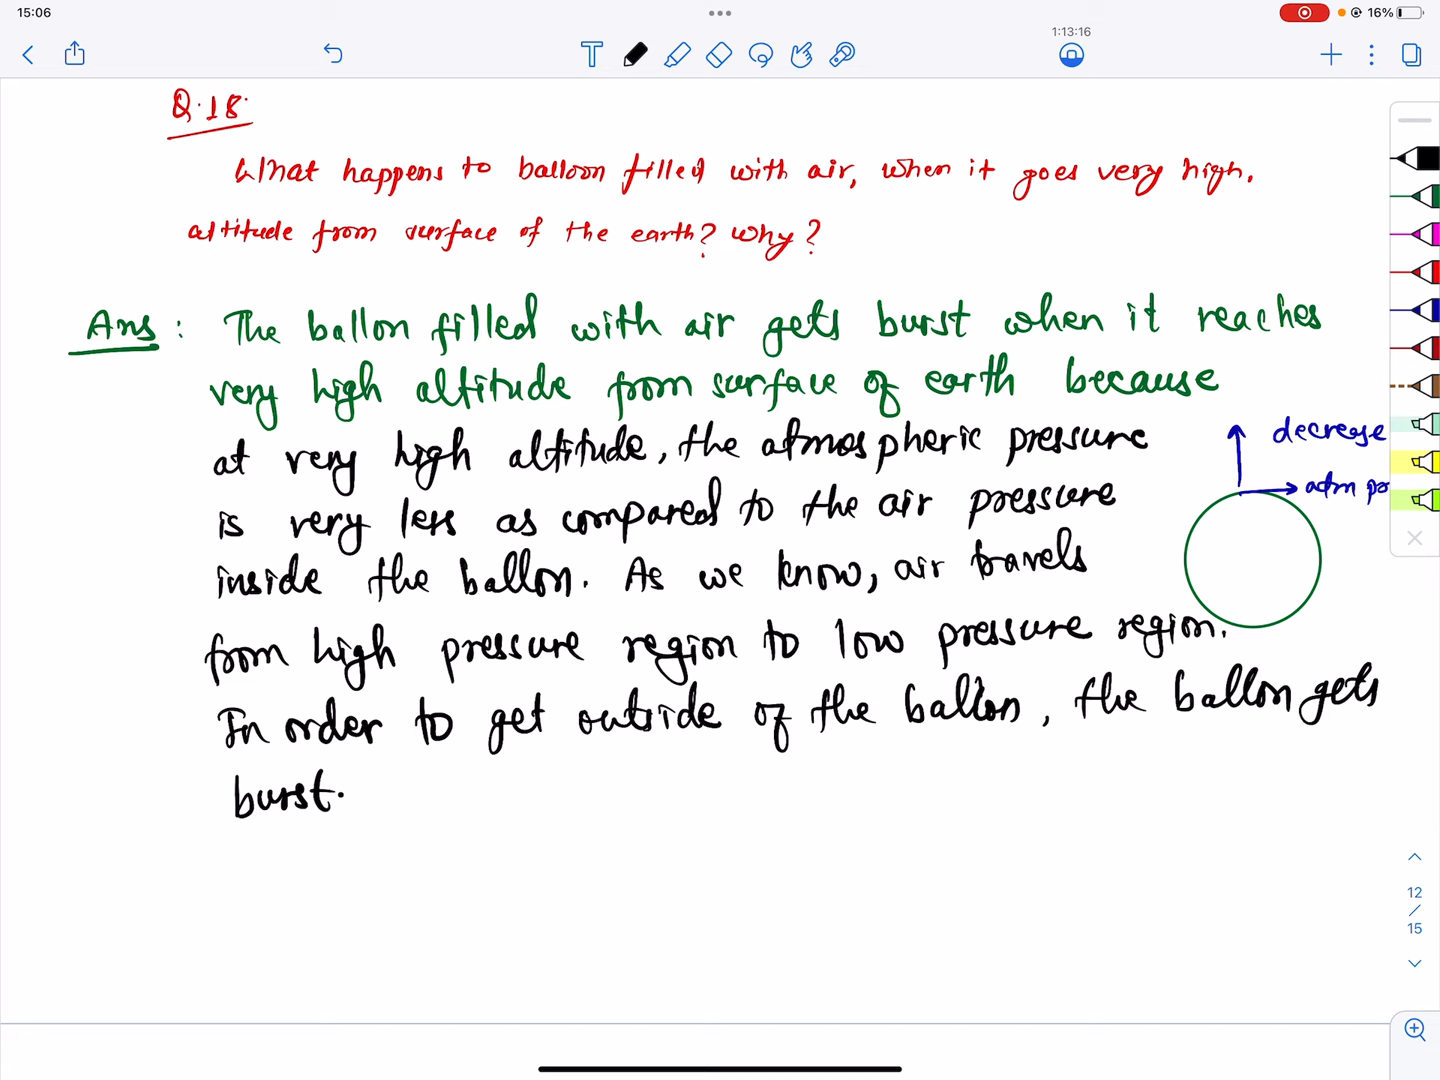 15:06
16%
1:13:16
Q.18.
What happens to balloon filled with air, when it goes very high.
altitude from surface of the earth? why?
Ans : The ballon filled with air gets burst when it reaches
very high altitude from surface of earth because
at very high altitude, the atmospheric pressure
is very less as compared to the air pressure
inside the ballon. As we know, air travels
from high pressure region to low pressure region.
In order to get outside of the ballon, the ballon gets
burst.
decrease
atm
12
/
15